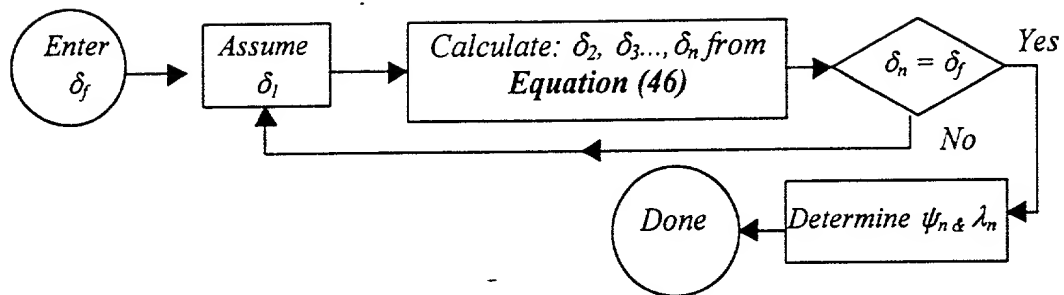 Enter
δf
Assume
δ1
Calculate: δ2, δ3..., δn from
Equation (46)
δn = δf
Yes
No
Determine ψn & λn
Done